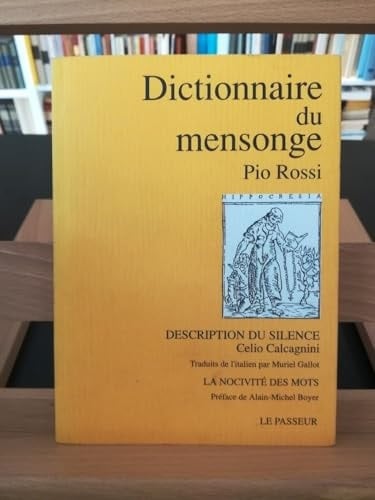 Dictionnaire
du
mensonge
Pio Rossi
HIPPOCRESIA
DESCRIPTION DU SILENCE
Celio Calcagnini
Traduits de l'italien par Muriel Gallot
LA NOCIVITÉ DES MOTS
Préface de Alain-Michel Boyer
LE PASSEUR